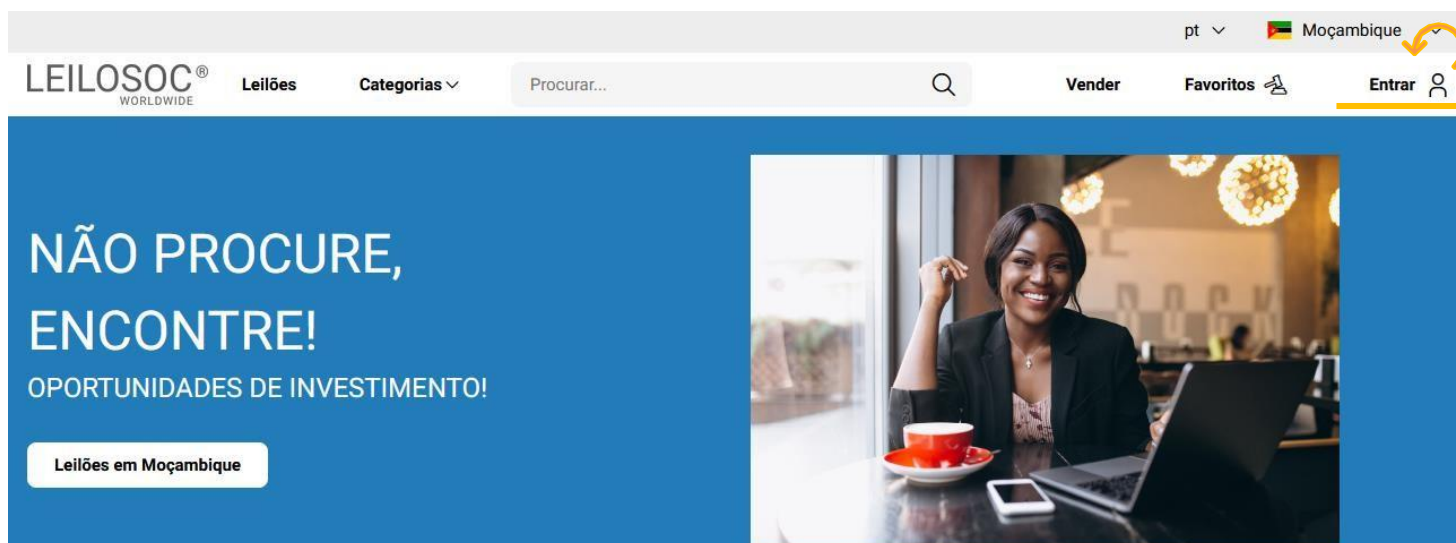 pt Moçambique
LEILOSOC®
WORLDWIDE
Leilões Categorias Procurar... Vender Favoritos Entrar
NÃO PROCURE,
ENCONTRE!
OPORTUNIDADES DE INVESTIMENTO!
Leilões em Moçambique